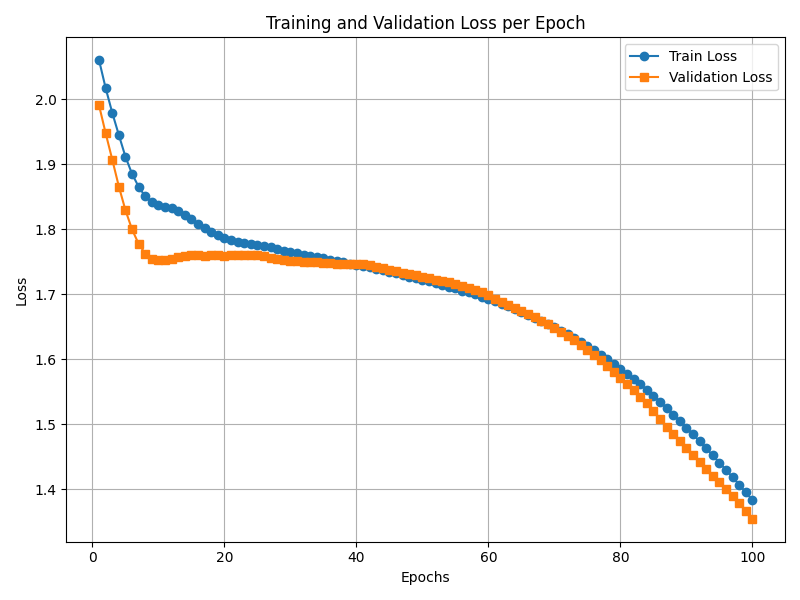 Training and Validation Loss per Epoch
Train Loss
Validation Loss
Loss
2.0
1.9
1.8
1.7
1.6
1.5
1.4
0 20 40 60 80 100
Epochs